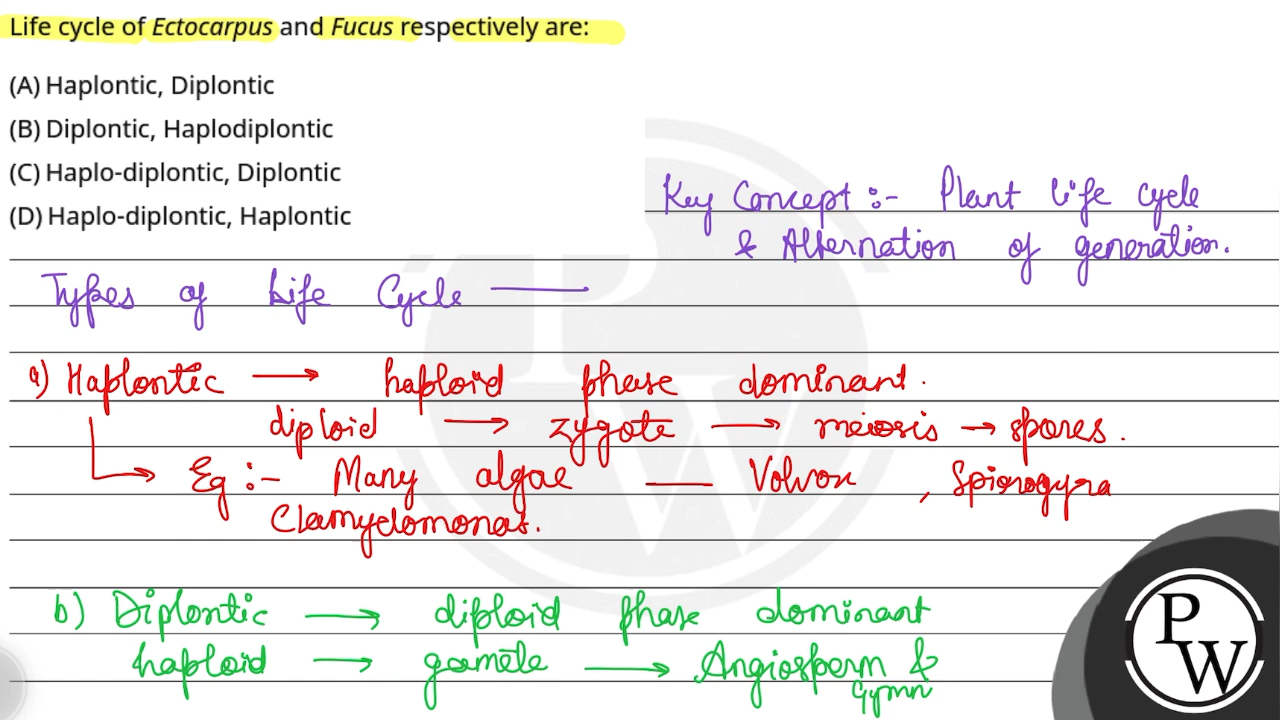 Life cycle of Ectocarpus and Fucus respectively are:
(A) Haplontic, Diplontic
(B) Diplontic, Haplodiplontic
(C) Haplo-diplontic, Diplontic
(D) Haplo-diplontic, Haplontic
Key Concept :- Plant life cycle
& Alternation of generation.
Types of Life Cycle —
a) Haplontic → haploid phase dominant.
diploid → zygote → meiosis → spores.
Eg :- Many algae — Volvox, Spirogyra
Clamydomonas.
b) Diplontic → diploid phase dominant
haploid → gamete → Angiosperm &
Gymn
PW